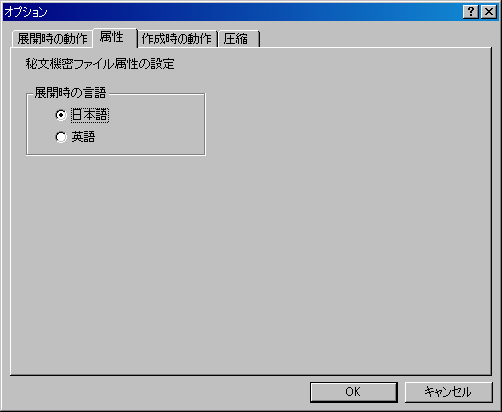 オプション
展開時の動作 属性 作成時の動作 圧縮
秘文機密ファイル属性の設定
展開時の言語
日本語
英語
OK キャンセル